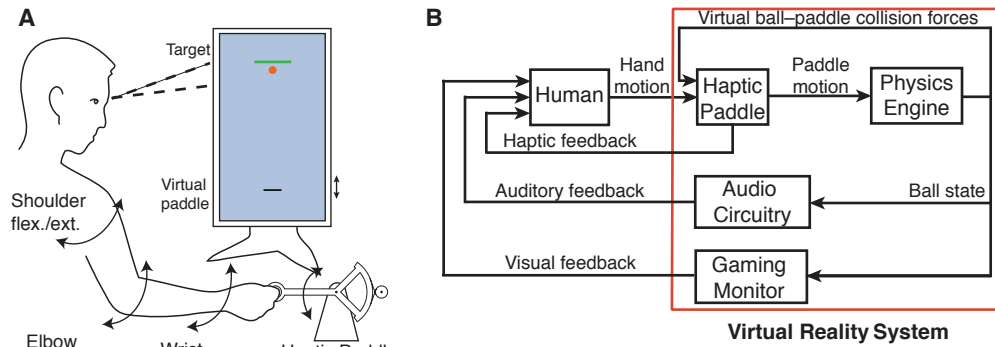 A
Target
Virtual
paddle
Shoulder
flex./ext.
Elbow
Wrist
B
Virtual ball–paddle collision forces
Human
Hand
motion
Haptic
Paddle
Paddle
motion
Physics
Engine
Haptic feedback
Auditory feedback
Audio
Circuitry
Ball state
Visual feedback
Gaming
Monitor
Virtual Reality System